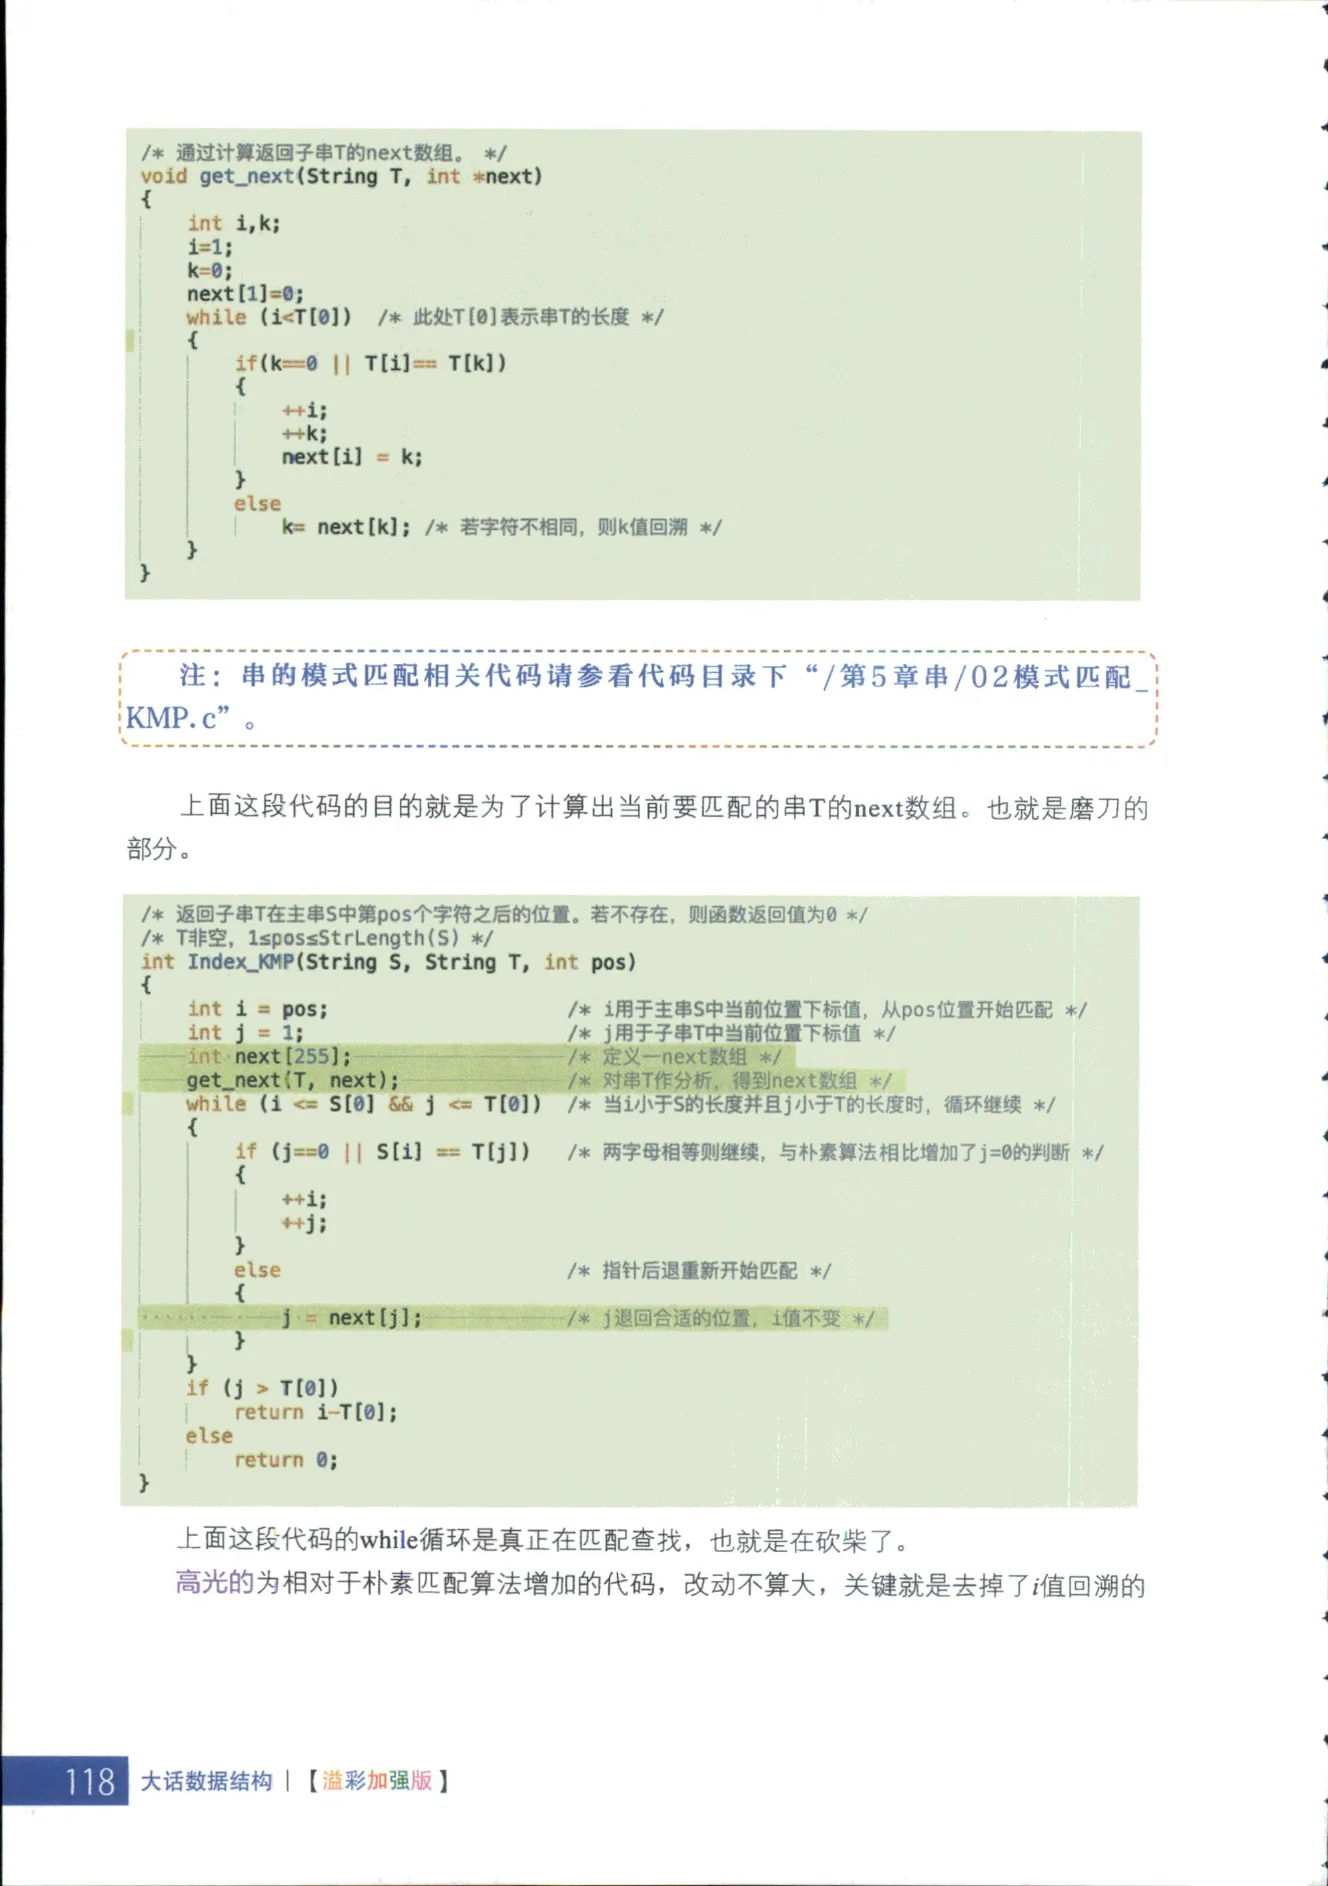 /* 通过计算返回子串T的next数组。 */
void get_next(String T, int *next)
{
    int i,k;
    i=1;
    k=0;
    next[1]=0;
    while (i<T[0])  /* 此处T[0]表示串T的长度 */
    {
        if(k==0 || T[i]== T[k])
        {
            ++i;
            ++k;
            next[i] = k;
        }
        else
            k= next[k]; /* 若字符不相同，则k值回溯 */
    }
}
注：串的模式匹配相关代码请参看代码目录下“/第5章串/02模式匹配_
KMP.c”。
上面这段代码的目的就是为了计算出当前要匹配的串T的next数组。也就是磨刀的
部分。
/* 返回子串T在主串S中第pos个字符之后的位置。若不存在，则函数返回值为0 */
/* T非空，1≤pos≤StrLength(S) */
int Index_KMP(String S, String T, int pos)
{
    int i = pos;                    /* i用于主串S中当前位置下标值，从pos位置开始匹配 */
    int j = 1;                      /* j用于子串T中当前位置下标值 */
    int next[255];                  /* 定义一next数组 */
    get_next(T, next);              /* 对串T作分析，得到next数组 */
    while (i <= S[0] && j <= T[0])  /* 当i小于S的长度并且j小于T的长度时，循环继续 */
    {
        if (j==0 || S[i] == T[j])   /* 两字母相等则继续，与朴素算法相比增加了j=0的判断 */
        {
            ++i;
            ++j;
        }
        else                        /* 指针后退重新开始匹配 */
        {
            j = next[j];            /* j退回合适的位置，i值不变 */
        }
    }
    if (j > T[0])
        return i-T[0];
    else
        return 0;
}
上面这段代码的while循环是真正在匹配查找，也就是在砍柴了。
高光的为相对于朴素匹配算法增加的代码，改动不算大，关键就是去掉了i值回溯的
118 大话数据结构 | 【溢彩加强版】